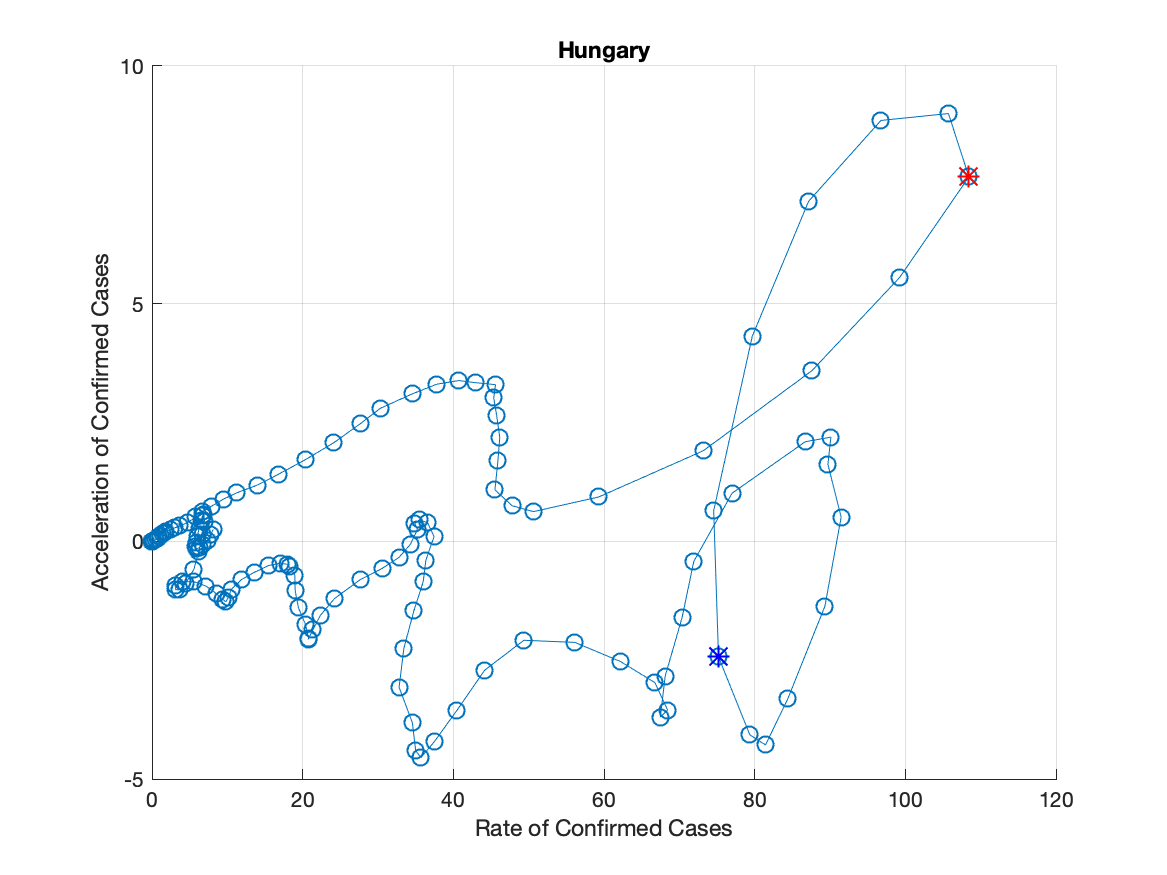 Hungary
10
5
0
-5
Acceleration of Confirmed Cases
0 20 40 60 80 100 120
Rate of Confirmed Cases